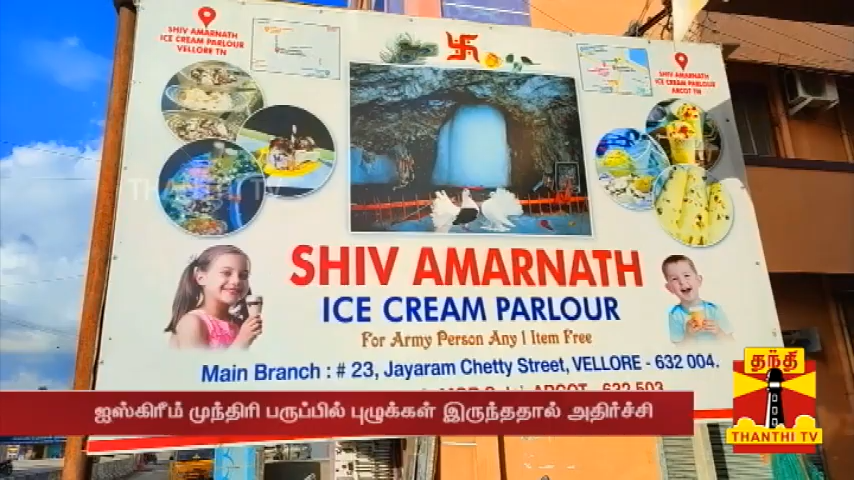 SHIV AMARNATH
ICE CREAM PARLOUR
VELLORE TN
SHIV AMARNATH
ICE CREAM PARLOUR
ARCOT TN
THANTHI TV
SHIV AMARNATH
ICE CREAM PARLOUR
For Army Person Any 1 Item Free
Main Branch : # 23, Jayaram Chetty Street, VELLORE - 632 004.
ARCOT - 632 503
ஐஸ்கிரீம் முந்திரி பருப்பில் புழுக்கள் இருந்ததால் அதிர்ச்சி
தந்தி
THANTHI TV